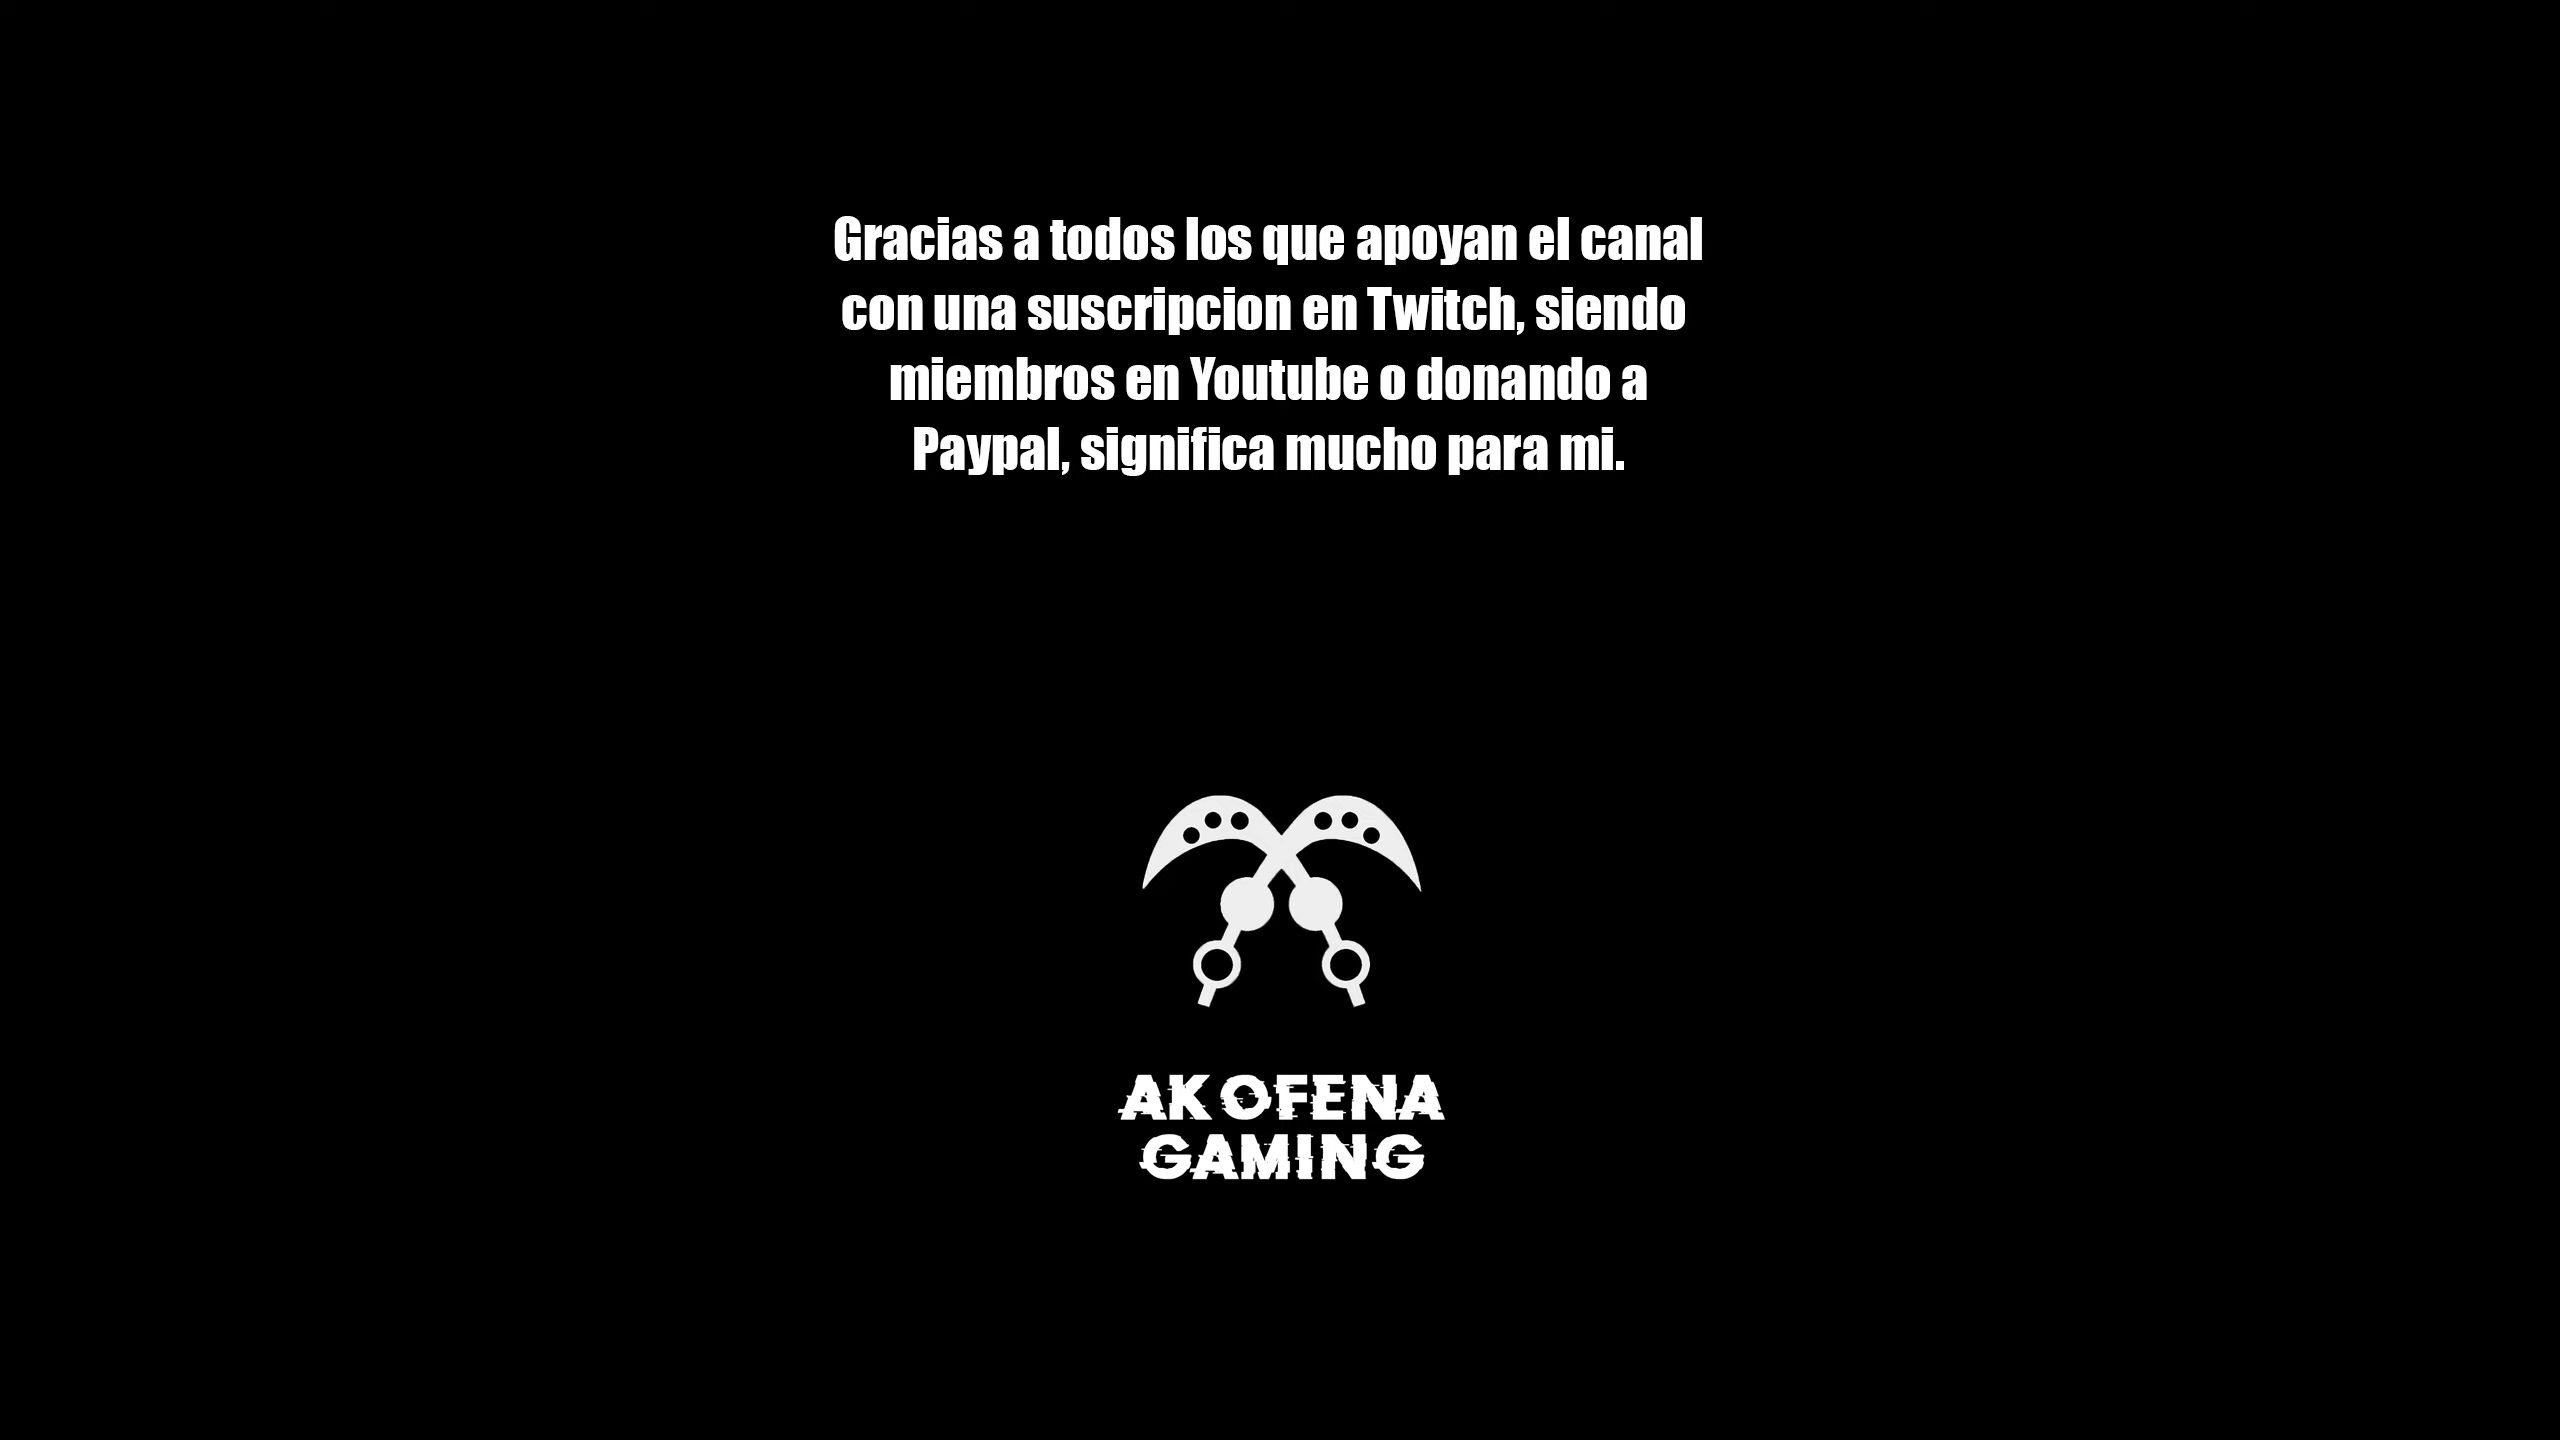 Gracias a todos los que apoyan el canal
con una suscripcion en Twitch, siendo
miembros en Youtube o donando a
Paypal, significa mucho para mi.
AKOFENA
GAMING